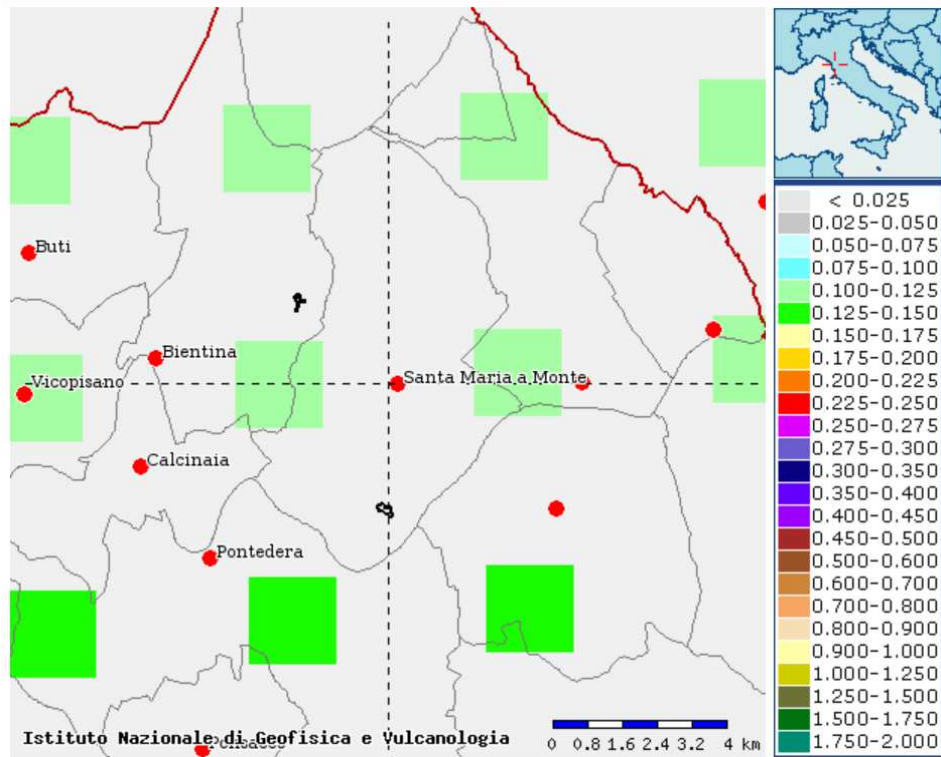 Buti
Bientina
Vicopisano
Santa Maria a Monte
Calcinaia
Pontedera
Ponsacco
Istituto Nazionale di Geofisica e Vulcanologia
0 0.8 1.6 2.4 3.2 4 km
< 0.025
0.025-0.050
0.050-0.075
0.075-0.100
0.100-0.125
0.125-0.150
0.150-0.175
0.175-0.200
0.200-0.225
0.225-0.250
0.250-0.275
0.275-0.300
0.300-0.350
0.350-0.400
0.400-0.450
0.450-0.500
0.500-0.600
0.600-0.700
0.700-0.800
0.800-0.900
0.900-1.000
1.000-1.250
1.250-1.500
1.500-1.750
1.750-2.000